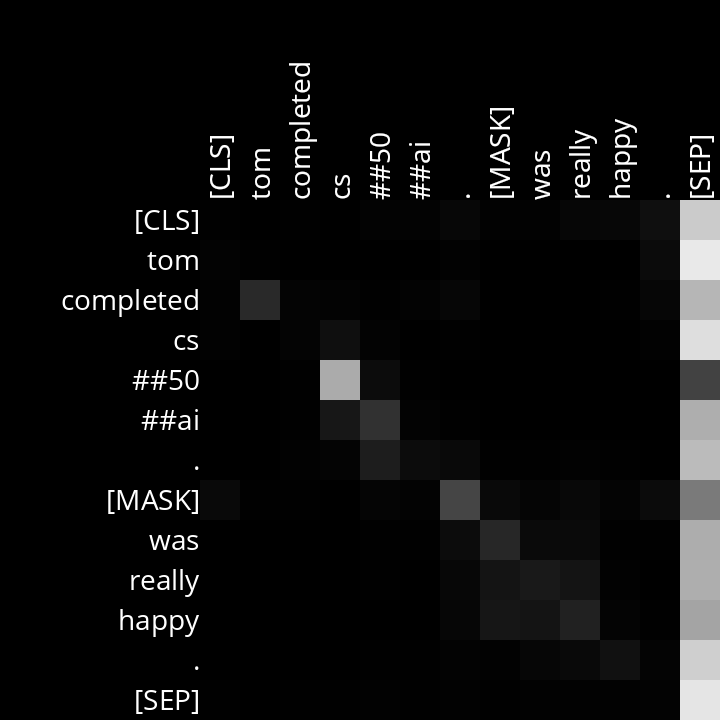 [CLS]
tom
completed
cs
##50
##ai
.
[MASK]
was
really
happy
.
[SEP]
[CLS]
tom
completed
cs
##50
##ai
.
[MASK]
was
really
happy
.
[SEP]